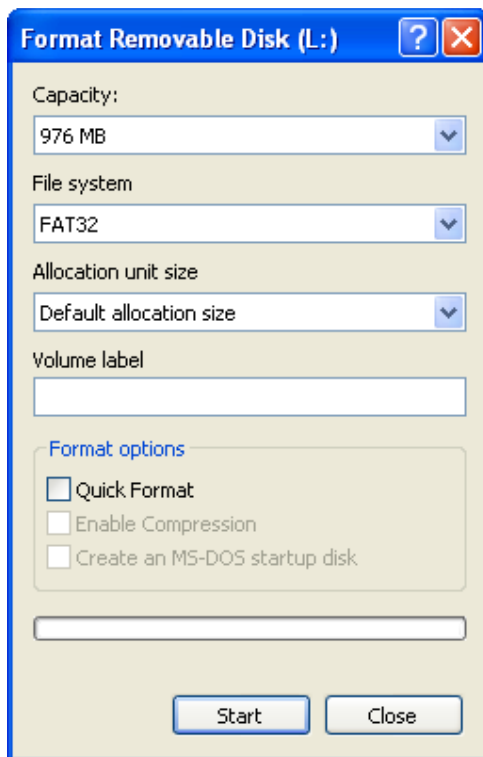 Format Removable Disk (L:)
Capacity:
976 MB
File system
FAT32
Allocation unit size
Default allocation size
Volume label
Format options
Quick Format
Enable Compression
Create an MS-DOS startup disk
Start
Close